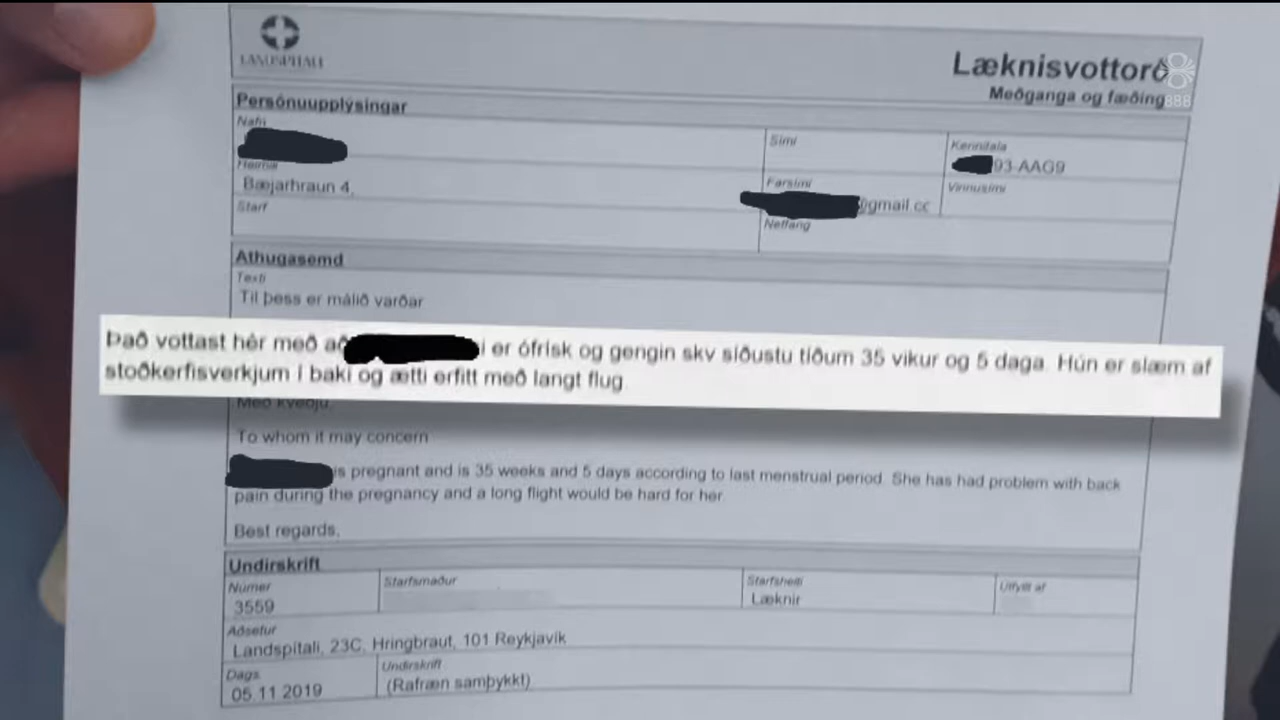 LANDSPÍTALI
Læknisvottorð
Meðganga og fæðing
888
Persónuupplýsingar
Nafn
Sími
Kennitala
93-AAG9
Heimili
Bæjarhraun 4,
Farsími
@gmail.cc
Vinnusími
Starf
Netfang
Athugasemd
Texti
Til þess er málið varðar
Það vottast hér með að i er ófrísk og gengin skv síðustu tíðum 35 vikur og 5 daga. Hún er slæm af
stoðkerfisverkjum í baki og ætti erfitt með langt flug.
Með kveðju,
To whom it may concern
is pregnant and is 35 weeks and 5 days according to last menstrual period. She has had problem with back
pain during the pregnancy and a long flight would be hard for her.
Best regards,
Undirskrift
Númer
Starfsmaður
Starfsheiti
Útfyllt af
3559
Læknir
Aðsetur
Landspítali, 23C, Hringbraut, 101 Reykjavík
Dags.
Undirskrift
05.11.2019
(Rafræn samþykkt)